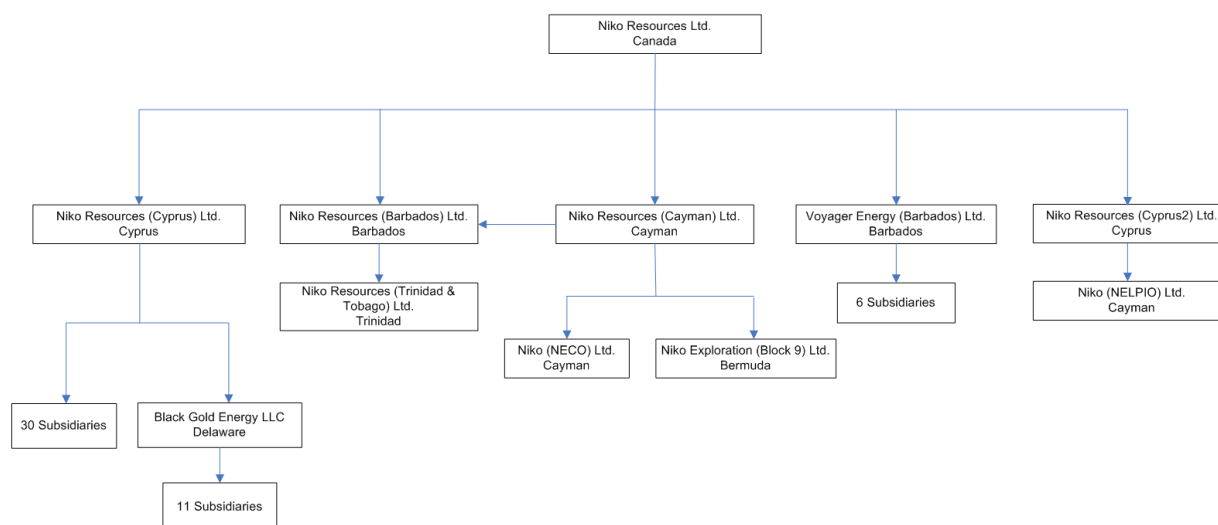 Niko Resources Ltd.
Canada
Niko Resources (Cyprus) Ltd.
Cyprus
Niko Resources (Barbados) Ltd.
Barbados
Niko Resources (Cayman) Ltd.
Cayman
Voyager Energy (Barbados) Ltd.
Barbados
Niko Resources (Cyprus2) Ltd.
Cyprus
Niko Resources (Trinidad &
Tobago) Ltd.
Trinidad
6 Subsidiaries
Niko (NELPIO) Ltd.
Cayman
Niko (NECO) Ltd.
Cayman
Niko Exploration (Block 9) Ltd.
Bermuda
30 Subsidiaries
Black Gold Energy LLC
Delaware
11 Subsidiaries